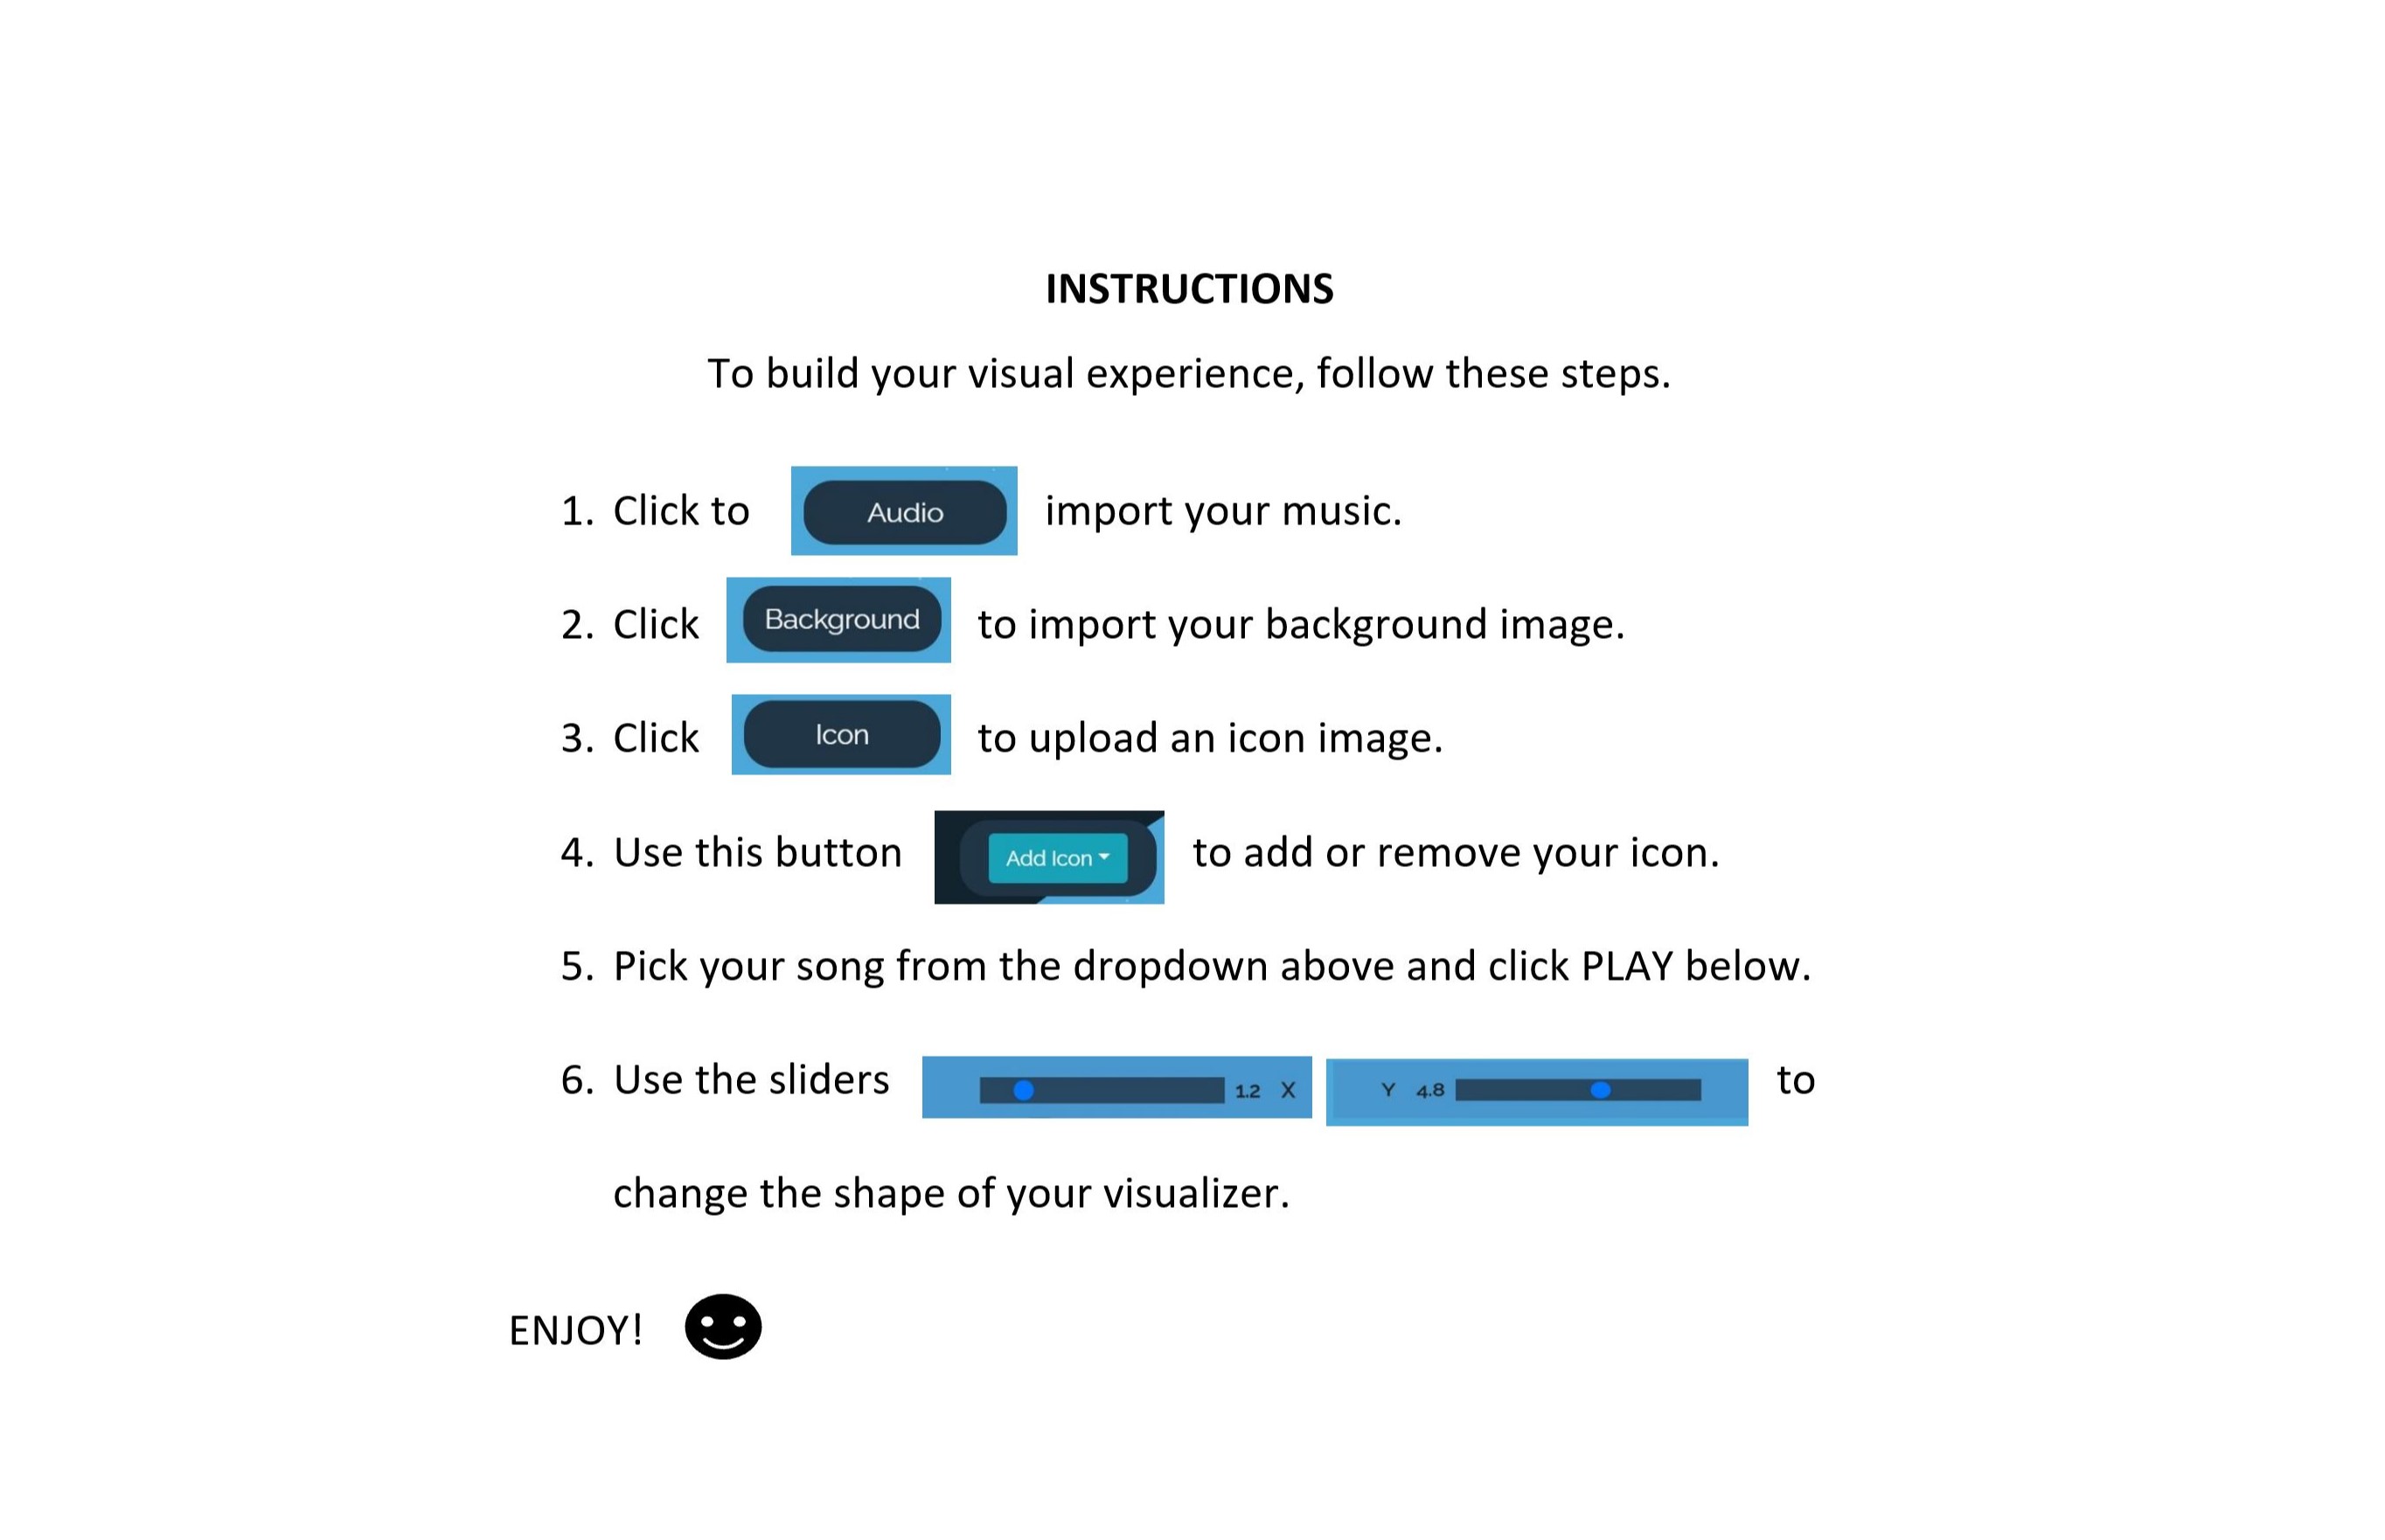 INSTRUCTIONS
To build your visual experience, follow these steps.
1. Click to Audio import your music.
2. Click Background to import your background image.
3. Click Icon to upload an icon image.
4. Use this button Add Icon to add or remove your icon.
5. Pick your song from the dropdown above and click PLAY below.
6. Use the sliders 1.2 X Y 4.8 to
change the shape of your visualizer.
ENJOY!